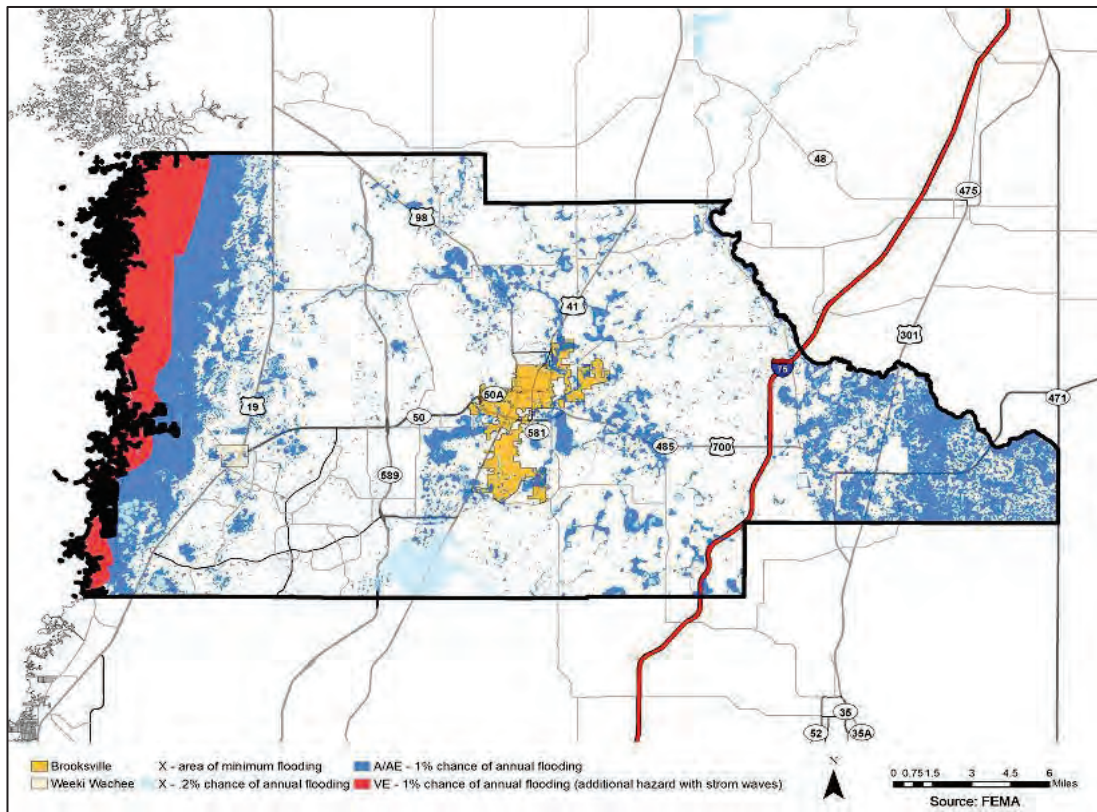 48
475
98
41
301
75
19
50A
471
50
581
485
700
589
35
52
35A
Brooksville
X - area of minimum flooding
A/AE - 1% chance of annual flooding
Weeki Wachee
X - .2% chance of annual flooding
VE - 1% chance of annual flooding (additional hazard with strom waves)
N
0 0.75 1.5 3 4.5 6
Miles
Source: FEMA